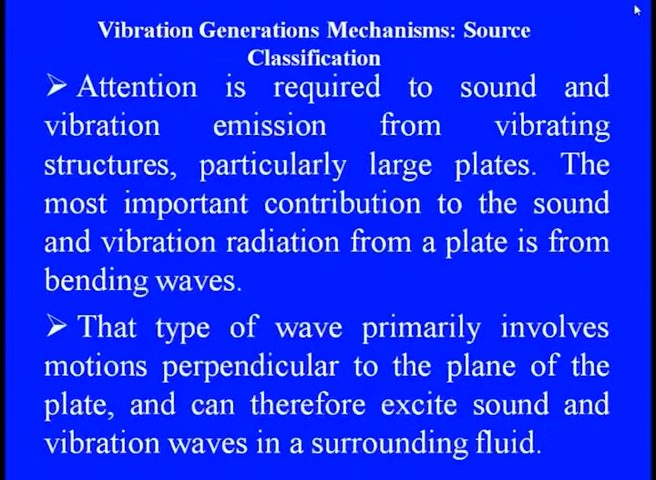 Vibration Generations Mechanisms: Source
Classification
➢ Attention is required to sound and
vibration emission from vibrating
structures, particularly large plates. The
most important contribution to the sound
and vibration radiation from a plate is from
bending waves.
➢ That type of wave primarily involves
motions perpendicular to the plane of the
plate, and can therefore excite sound and
vibration waves in a surrounding fluid.